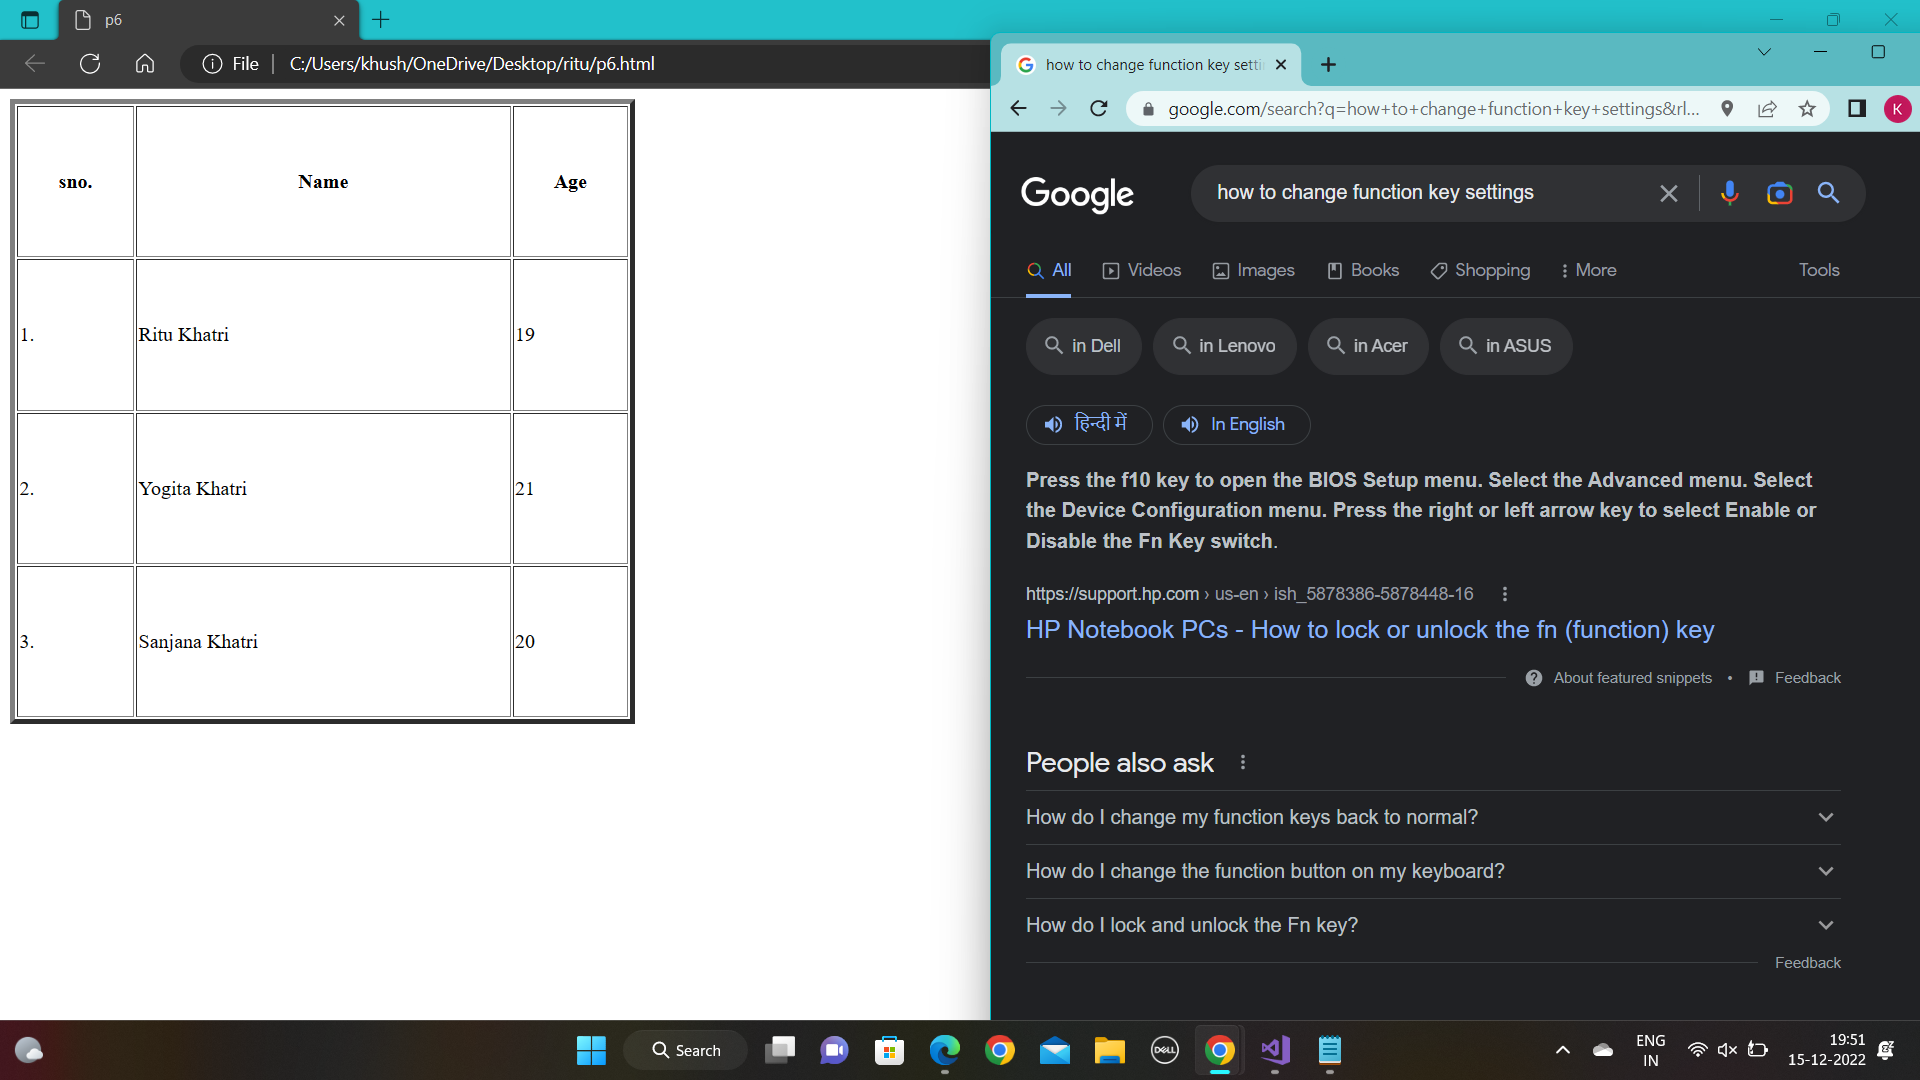 p6
File
C:/Users/khush/OneDrive/Desktop/ritu/p6.html
sno. Name Age
1. Ritu Khatri 19
2. Yogita Khatri 21
3. Sanjana Khatri 20
how to change function key setti
google.com/search?q=how+to+change+function+key+settings&rl...
K
Google
how to change function key settings
All Videos Images Books Shopping More Tools
in Dell in Lenovo in Acer in ASUS
हिन्दी में In English
Press the f10 key to open the BIOS Setup menu. Select the Advanced menu. Select
the Device Configuration menu. Press the right or left arrow key to select Enable or
Disable the Fn Key switch.
https://support.hp.com › us-en › ish_5878386-5878448-16
HP Notebook PCs - How to lock or unlock the fn (function) key
About featured snippets • Feedback
People also ask
How do I change my function keys back to normal?
How do I change the function button on my keyboard?
How do I lock and unlock the Fn key?
Feedback
Search
DELL
ENG
IN
19:51
15-12-2022